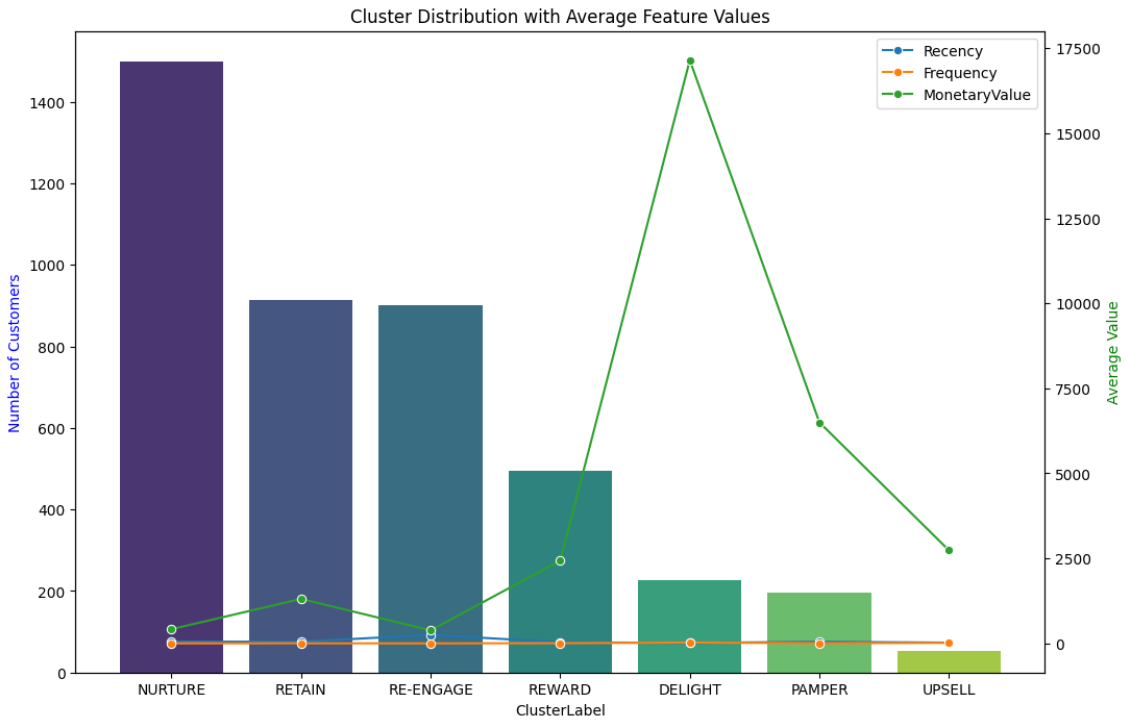 Cluster Distribution with Average Feature Values
Recency
Frequency
MonetaryValue
Number of Customers
1400
1200
1000
800
600
400
200
0
17500
15000
12500
10000
7500
5000
2500
0
Average Value
NURTURE RETAIN RE-ENGAGE REWARD DELIGHT PAMPER UPSELL
ClusterLabel